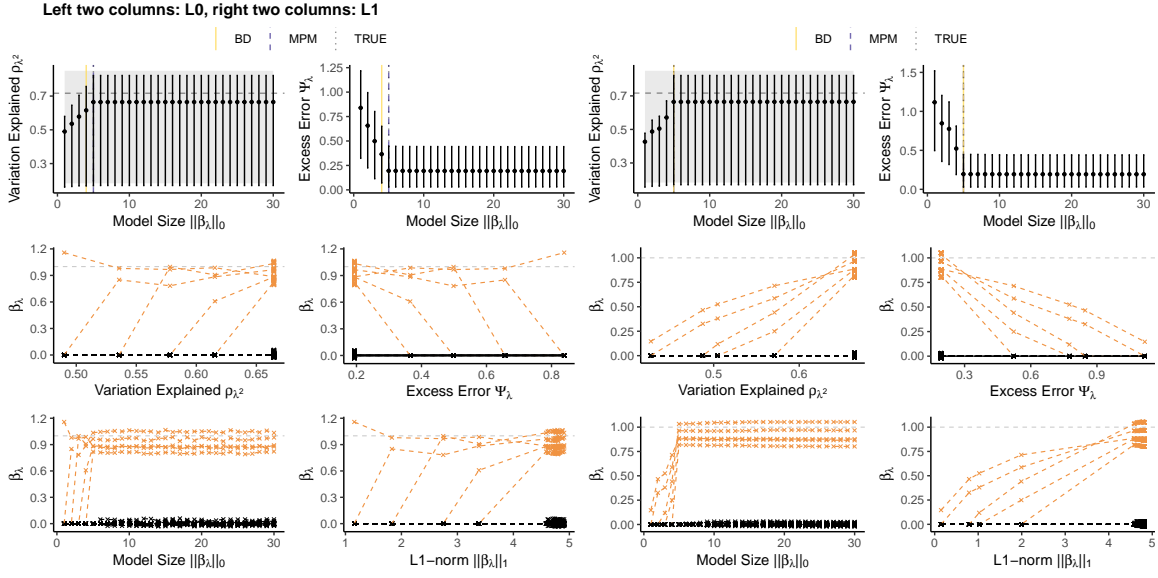 Left two columns: L0, right two columns: L1
BD MPM TRUE
BD MPM TRUE
Variation Explained ρλ²
0.7
0.5
0.3
0 10 20 30
Model Size ||βλ||0
Excess Error Ψλ
1.25
1.00
0.75
0.50
0.25
0.00
0 10 20 30
Model Size ||βλ||0
Variation Explained ρλ²
0.7
0.5
0.3
0 10 20 30
Model Size ||βλ||0
Excess Error Ψλ
1.5
1.0
0.5
0.0
0 10 20 30
Model Size ||βλ||0
βλ
1.2
0.9
0.6
0.3
0.0
0.50 0.55 0.60 0.65
Variation Explained ρλ²
βλ
1.2
0.9
0.6
0.3
0.0
0.2 0.4 0.6 0.8
Excess Error Ψλ
βλ
1.00
0.75
0.50
0.25
0.00
0.5 0.6
Variation Explained ρλ²
βλ
1.00
0.75
0.50
0.25
0.00
0.3 0.6 0.9
Excess Error Ψλ
βλ
1.2
0.9
0.6
0.3
0.0
0 10 20 30
Model Size ||βλ||0
βλ
1.2
0.9
0.6
0.3
0.0
1 2 3 4 5
L1−norm ||βλ||1
βλ
1.00
0.75
0.50
0.25
0.00
0 10 20 30
Model Size ||βλ||0
βλ
1.00
0.75
0.50
0.25
0.00
0 1 2 3 4 5
L1−norm ||βλ||1